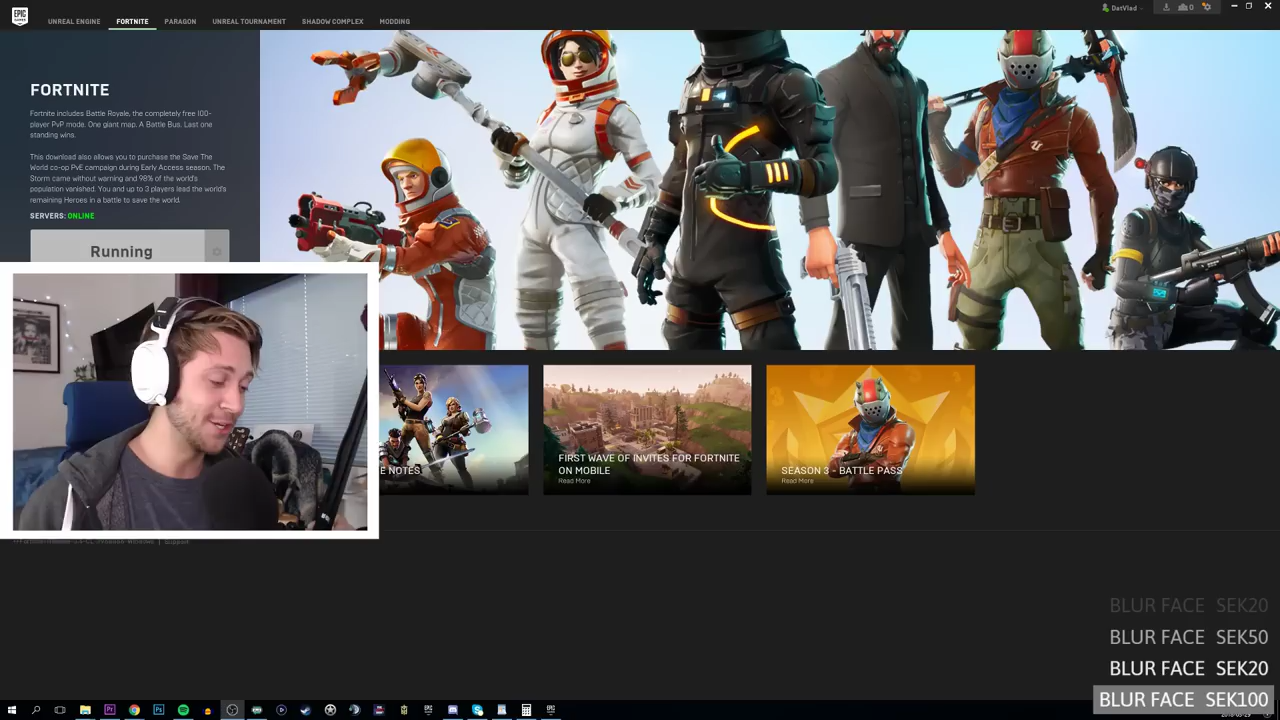 EPIC
GAMES
UNREAL ENGINE
FORTNITE
PARAGON
UNREAL TOURNAMENT
SHADOW COMPLEX
MODDING
DatVlad
0
FORTNITE
Fortnite includes Battle Royale, the completely free 100-
player PvP mode. One giant map. A Battle Bus. Last one
standing wins.
This download also allows you to purchase the Save The
World co-op PvE campaign during Early Access season. The
Storm came without warning and 98% of the world's
population vanished. You and up to 3 players lead the world's
remaining Heroes in a battle to save the world.
SERVERS: ONLINE
Running
E NOTES
FIRST WAVE OF INVITES FOR FORTNITE
ON MOBILE
Read More
SEASON 3 - BATTLE PASS
Read More
Support
BLUR FACE SEK20
BLUR FACE SEK50
BLUR FACE SEK20
BLUR FACE SEK100